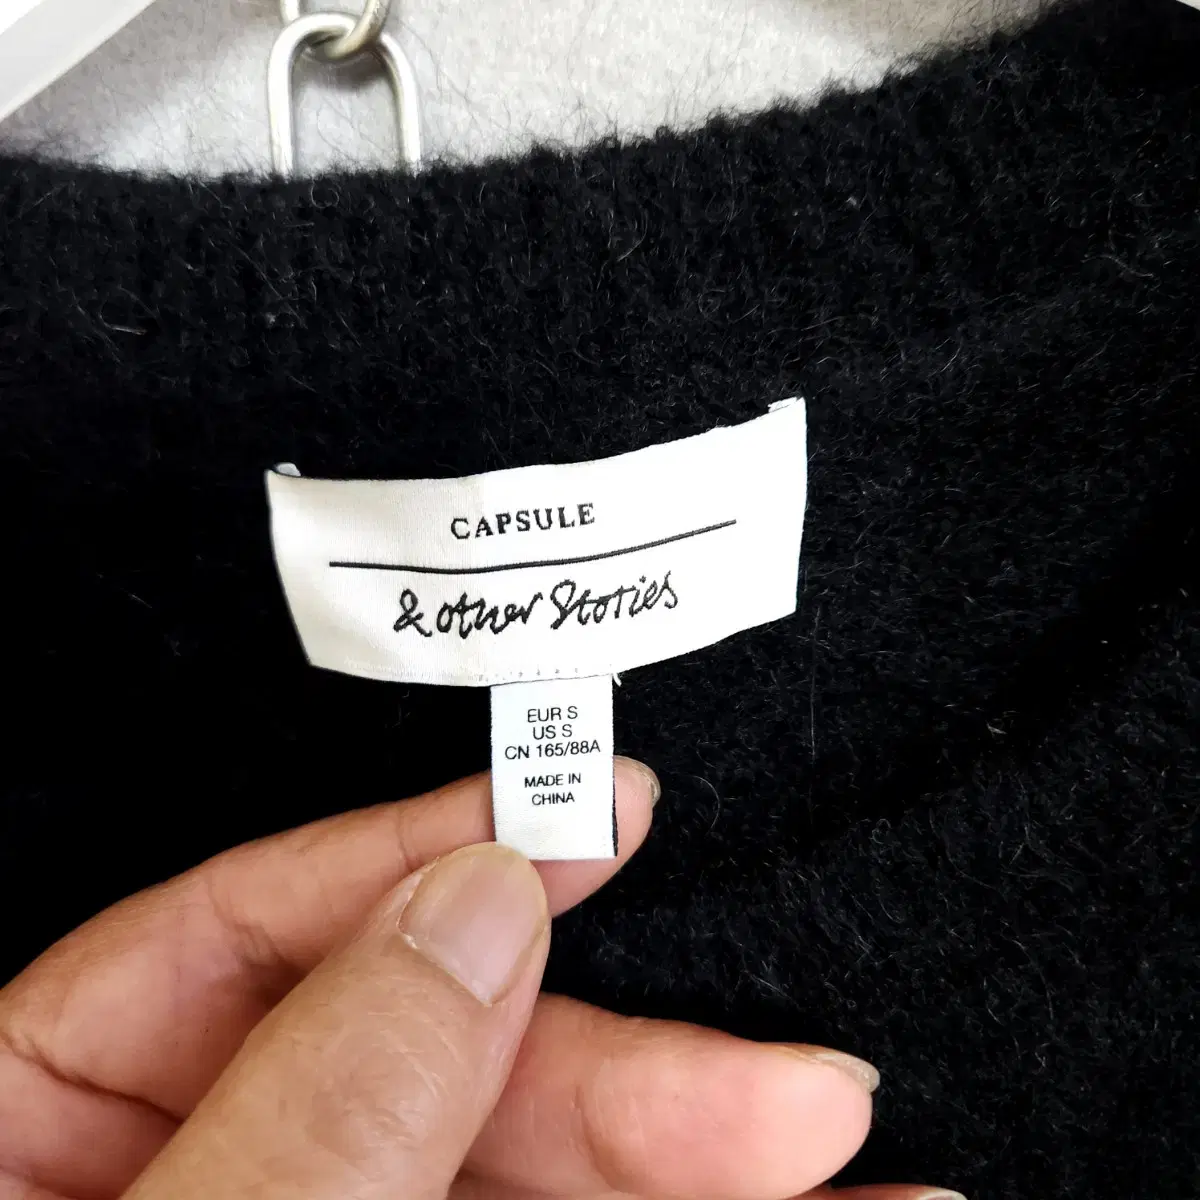 CAPSULE
& other Stories
EUR S
US S
CN 165/88A
MADE IN
CHINA